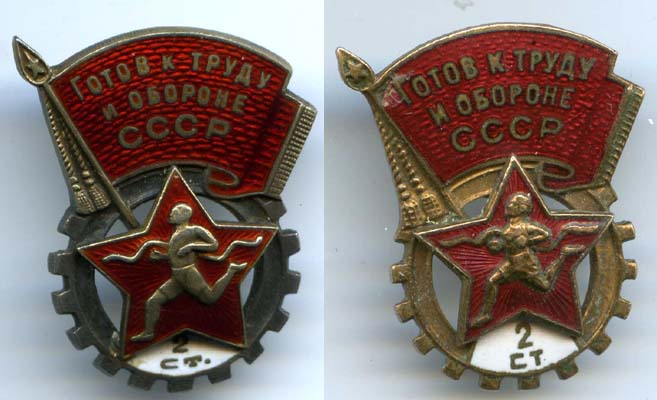 ГОТОВ К ТРУДУ
И ОБОРОНЕ
СССР
2
СТ.
ГОТОВ К ТРУДУ
И ОБОРОНЕ
СССР
2
СТ.